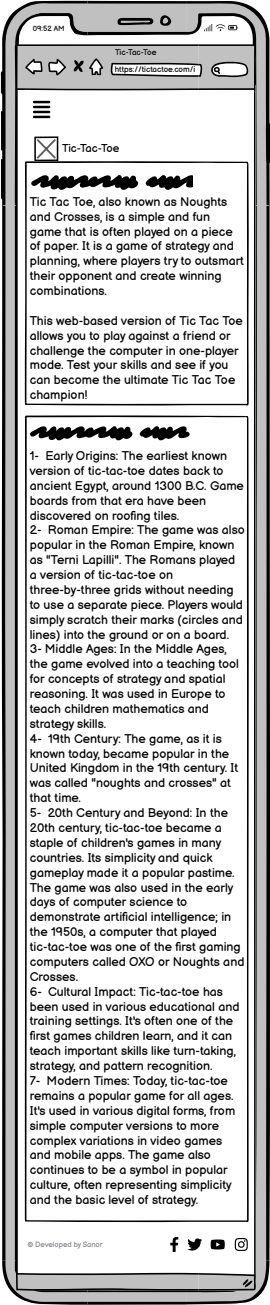 09:52 AM
Tic-Tac-Toe
https://tictactoe.com/i
Tic-Tac-Toe
Tic Tac Toe, also known as Noughts
and Crosses, is a simple and fun
game that is often played on a piece
of paper. It is a game of strategy and
planning, where players try to outsmart
their opponent and create winning
combinations.
This web-based version of Tic Tac Toe
allows you to play against a friend or
challenge the computer in one-player
mode. Test your skills and see if you
can become the ultimate Tic Tac Toe
champion!
1- Early Origins: The earliest known
version of tic-tac-toe dates back to
ancient Egypt, around 1300 B.C. Game
boards from that era have been
discovered on roofing tiles.
2- Roman Empire: The game was also
popular in the Roman Empire, known
as "Terni Lapilli". The Romans played
a version of tic-tac-toe on
three-by-three grids without needing
to use a separate piece. Players would
simply scratch their marks (circles and
lines) into the ground or on a board.
3- Middle Ages: In the Middle Ages,
the game evolved into a teaching tool
for concepts of strategy and spatial
reasoning. It was used in Europe to
teach children mathematics and
strategy skills.
4- 19th Century: The game, as it is
known today, became popular in the
United Kingdom in the 19th century. It
was called "noughts and crosses" at
that time.
5- 20th Century and Beyond: In the
20th century, tic-tac-toe became a
staple of children's games in many
countries. Its simplicity and quick
gameplay made it a popular pastime.
The game was also used in the early
days of computer science to
demonstrate artificial intelligence; in
the 1950s, a computer that played
tic-tac-toe was one of the first gaming
computers called OXO or Noughts and
Crosses.
6- Cultural Impact: Tic-tac-toe has
been used in various educational and
training settings. It's often one of the
first games children learn, and it can
teach important skills like turn-taking,
strategy, and pattern recognition.
7- Modern Times: Today, tic-tac-toe
remains a popular game for all ages.
It's used in various digital forms, from
simple computer versions to more
complex variations in video games
and mobile apps. The game also
continues to be a symbol in popular
culture, often representing simplicity
and the basic level of strategy.
© Developed by Sanor